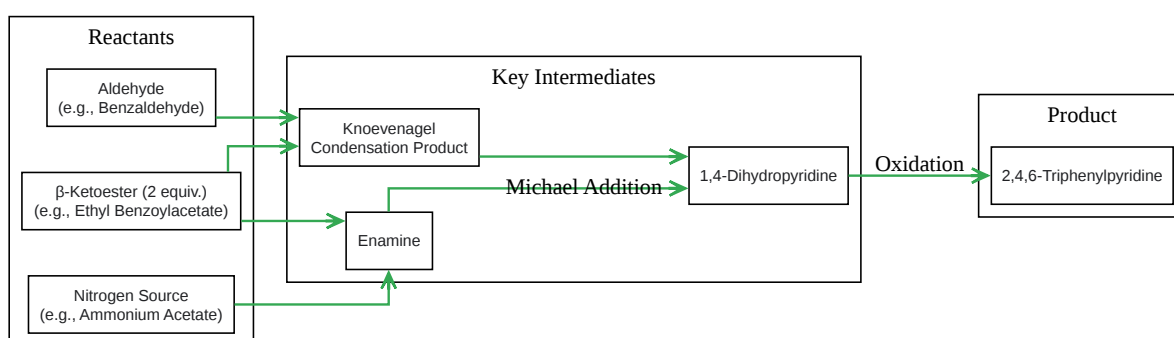 Reactants
Aldehyde
(e.g., Benzaldehyde)
β-Ketoester (2 equiv.)
(e.g., Ethyl Benzoylacetate)
Nitrogen Source
(e.g., Ammonium Acetate)
Key Intermediates
Knoevenagel
Condensation Product
Michael Addition
Enamine
1,4-Dihydropyridine
Oxidation
Product
2,4,6-Triphenylpyridine